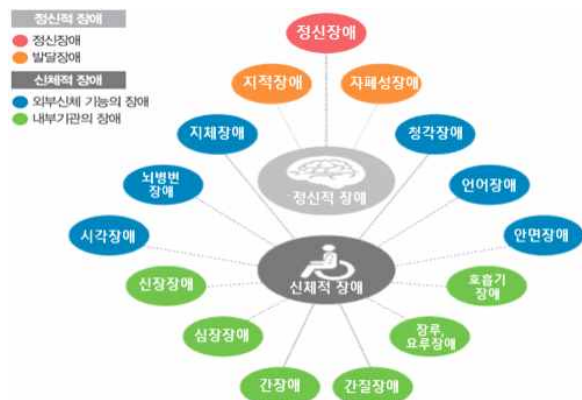 정신적 장애
정신장애
발달장애
신체적 장애
외부신체 기능의 장애
내부기관의 장애
정신장애
지적장애
자폐성장애
지체장애
청각장애
정신적 장애
뇌병변
장애
언어장애
시각장애
안면장애
신체적 장애
신장장애
호흡기
장애
심장장애
장루,
요루장애
간장애
간질장애